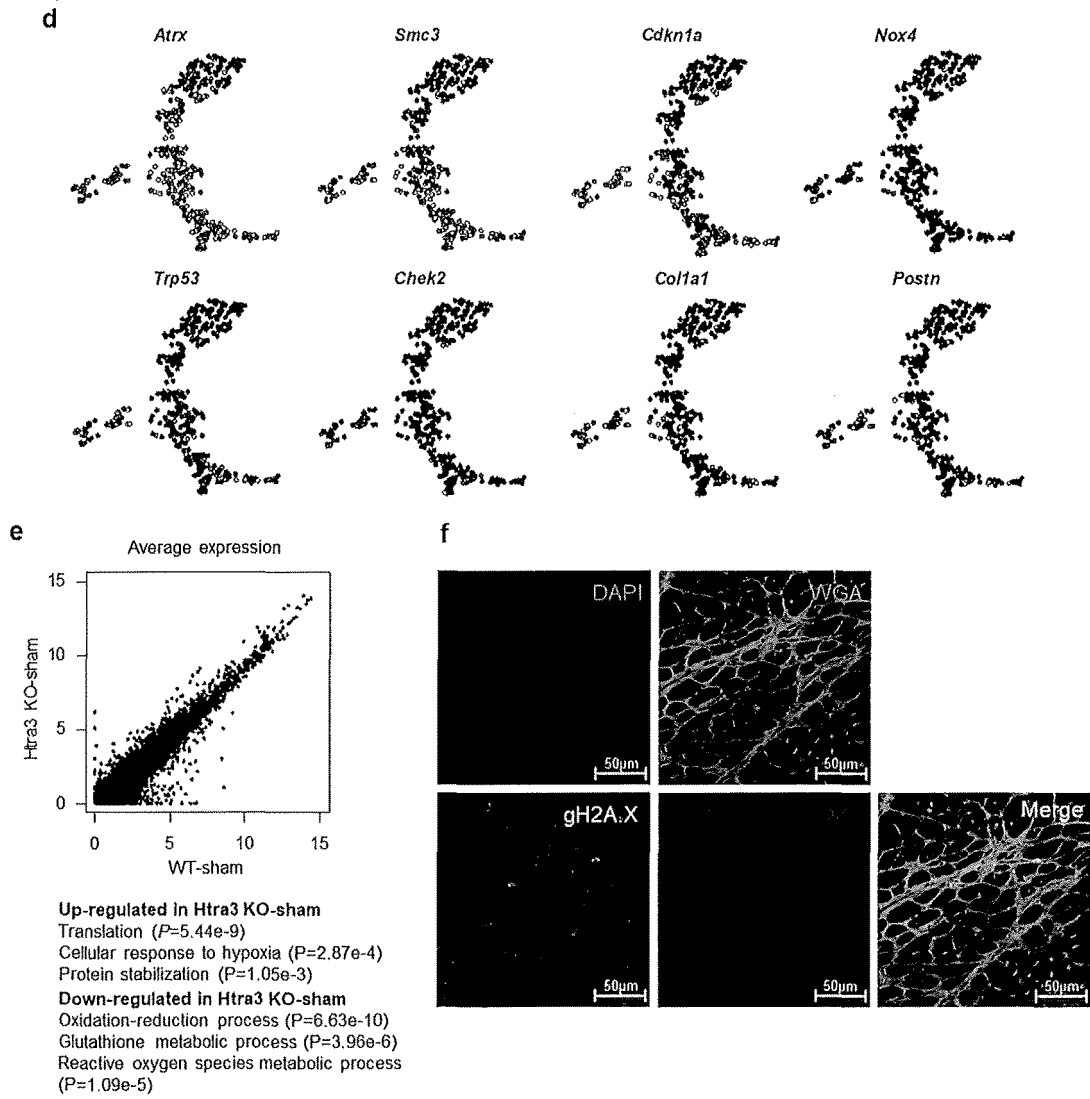 d
Atrx Smc3 Cdkn1a Nox4
Trp53 Chek2 Col1a1 Postn
e
Average expression
15
10
5
0
Htra3 KO-sham
0 5 10 15
WT-sham
Up-regulated in Htra3 KO-sham
Translation (P=5.44e-9)
Cellular response to hypoxia (P=2.87e-4)
Protein stabilization (P=1.05e-3)
Down-regulated in Htra3 KO-sham
Oxidation-reduction process (P=6.63e-10)
Glutathione metabolic process (P=3.96e-6)
Reactive oxygen species metabolic process
(P=1.09e-5)
f
DAPI WGA
50μm 50μm
gH2A.X Merge
50μm 50μm 50μm